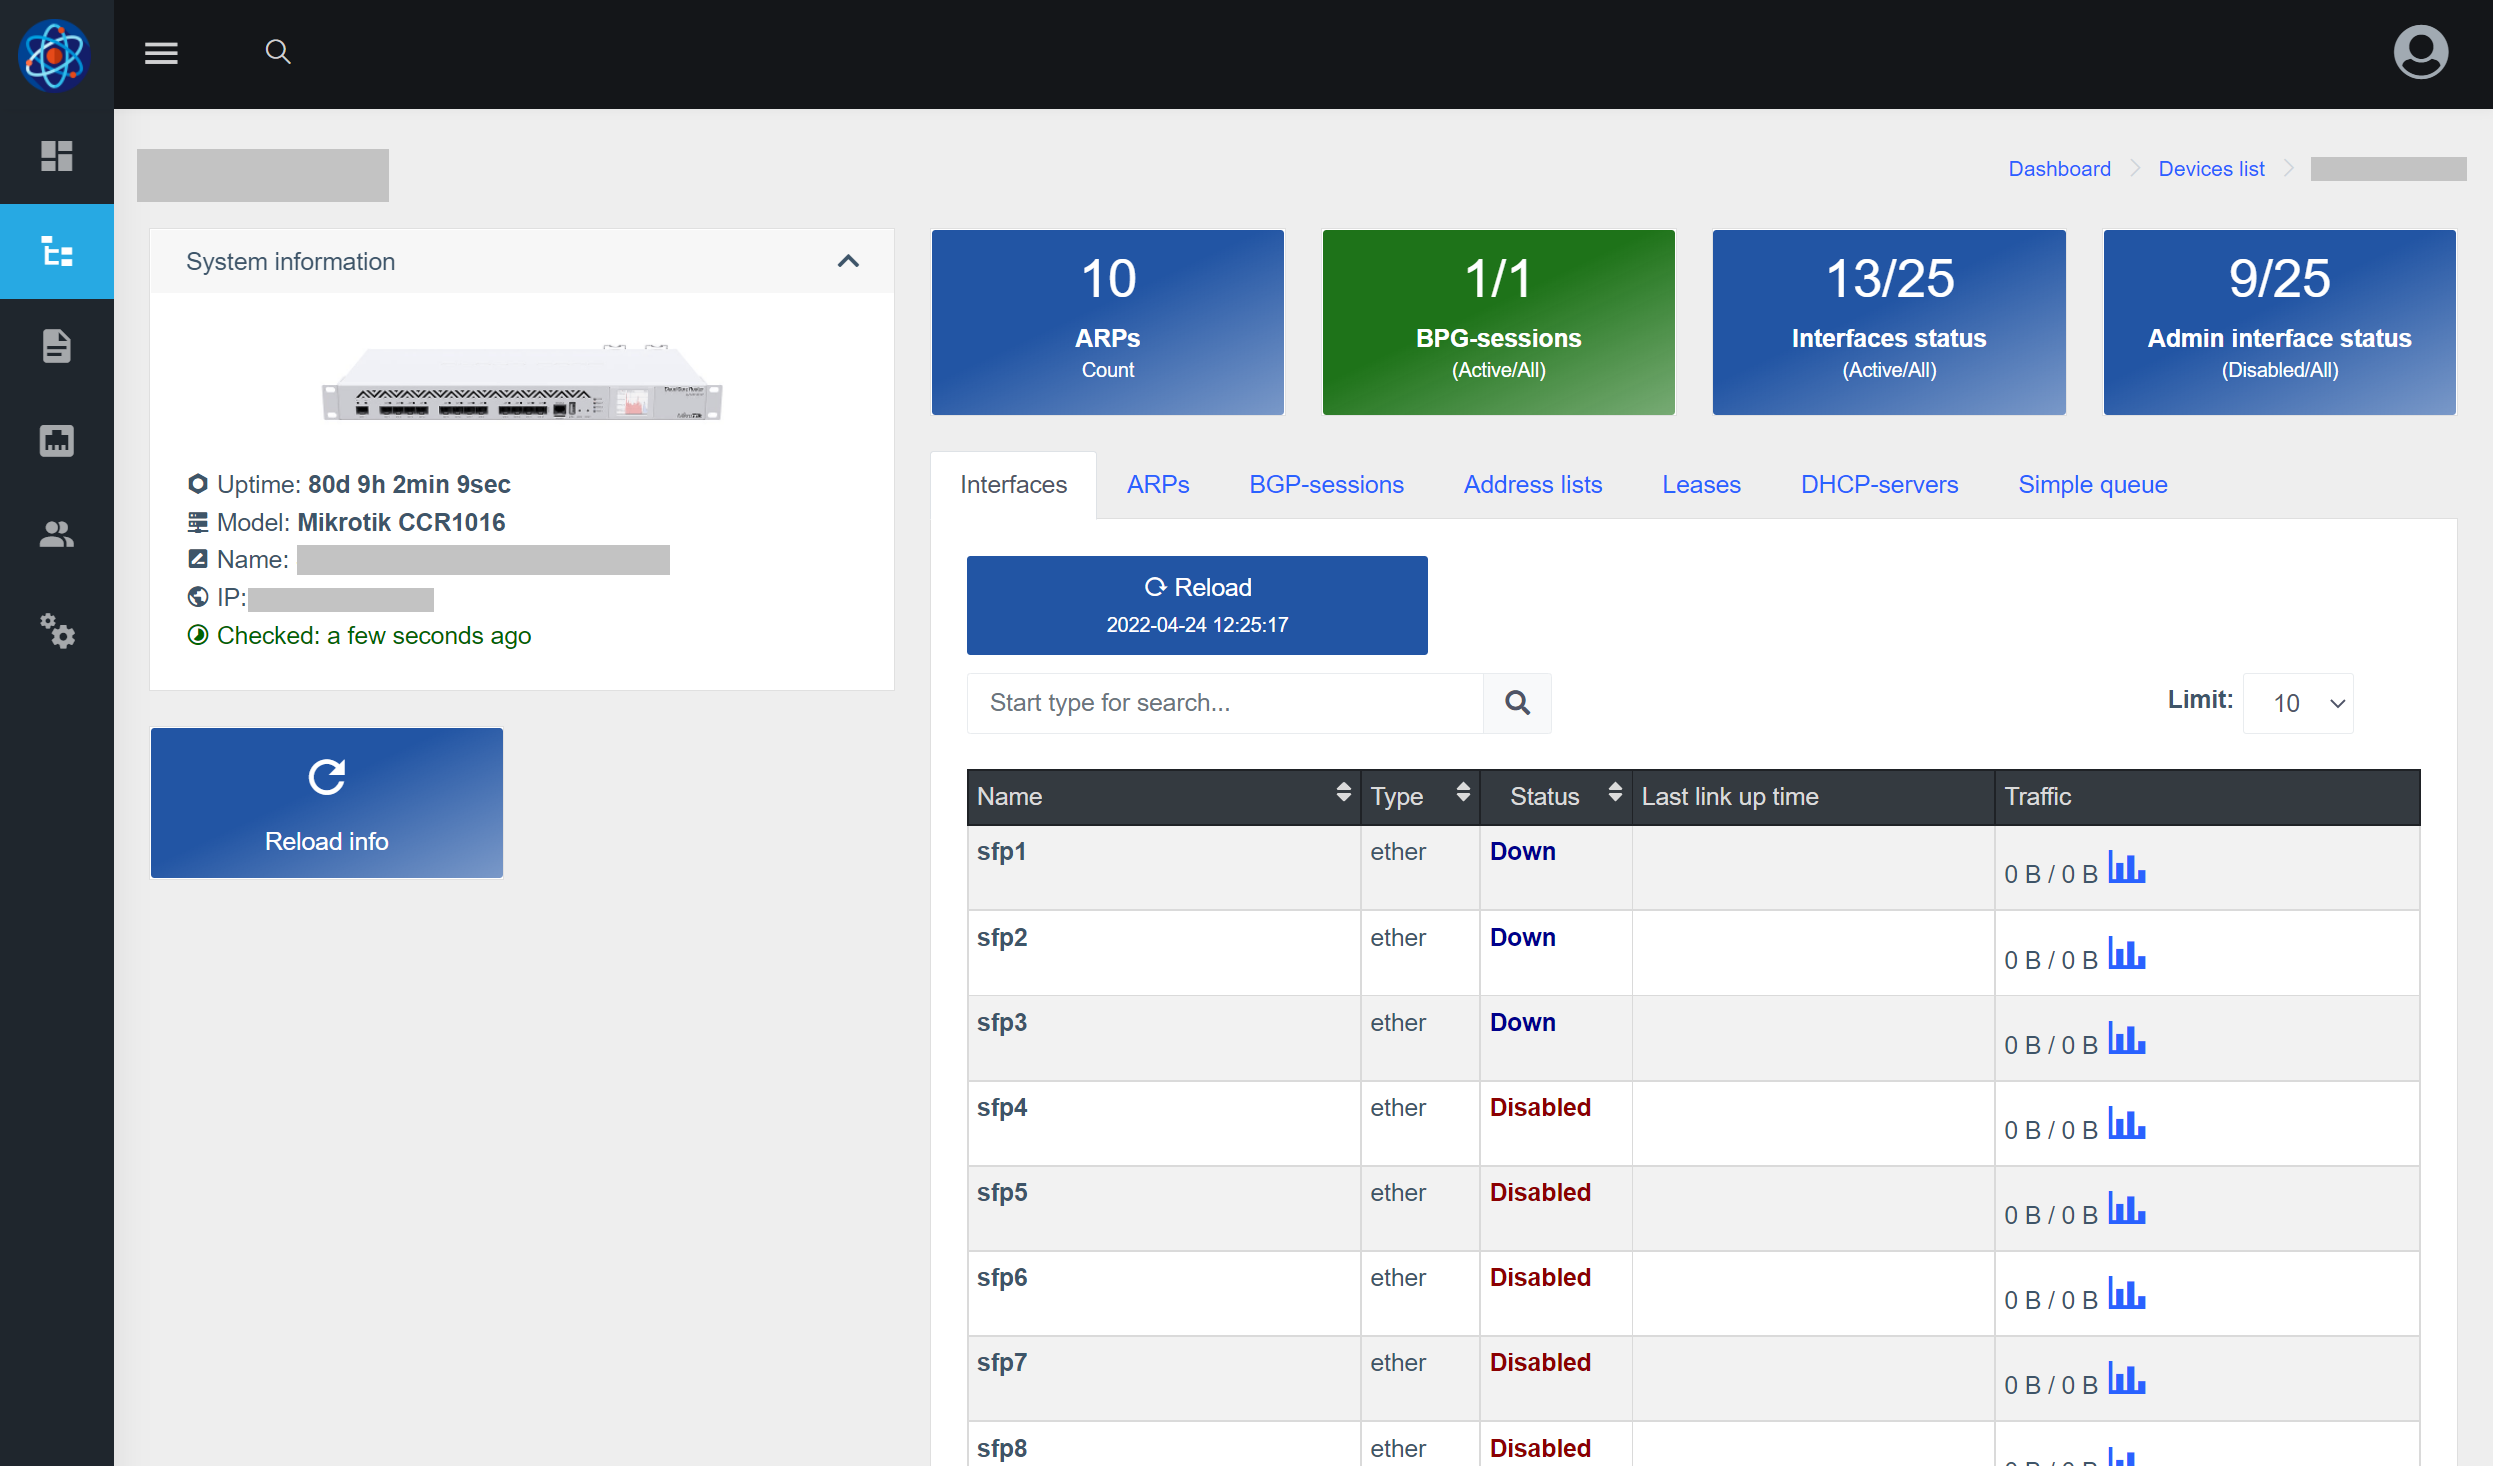 Dashboard
Devices list
System information
Uptime: 80d 9h 2min 9sec
Model: Mikrotik CCR1016
Name:
IP:
Checked: a few seconds ago
Reload info
10
ARPs
Count
1/1
BPG-sessions
(Active/All)
13/25
Interfaces status
(Active/All)
9/25
Admin interface status
(Disabled/All)
Interfaces ARPs BGP-sessions Address lists Leases DHCP-servers Simple queue
Reload
2022-04-24 12:25:17
Start type for search...
Limit: 10
Name Type Status Last link up time Traffic
sfp1 ether Down 0 B / 0 B
sfp2 ether Down 0 B / 0 B
sfp3 ether Down 0 B / 0 B
sfp4 ether Disabled 0 B / 0 B
sfp5 ether Disabled 0 B / 0 B
sfp6 ether Disabled 0 B / 0 B
sfp7 ether Disabled 0 B / 0 B
sfp8 ether Disabled